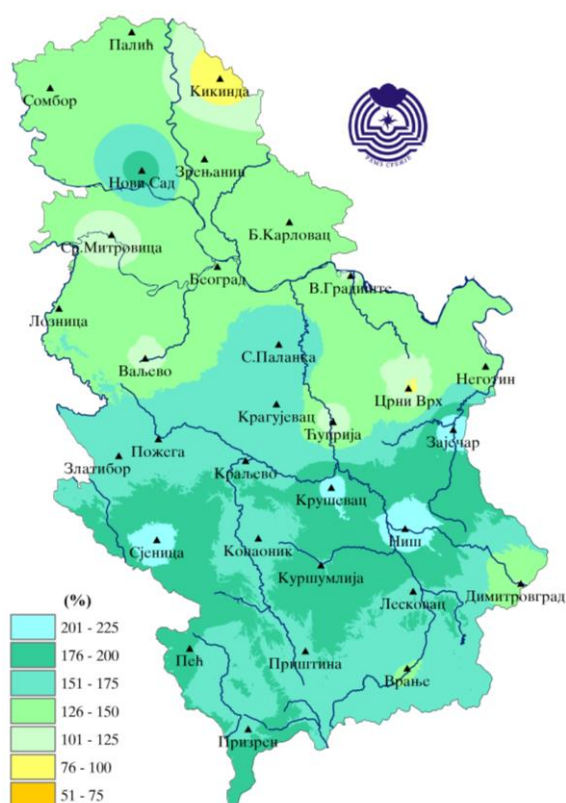 Палић
Кикинда
Сомбор
Зрењанин
Нови Сад
РХМЗ СРБИЈЕ
Б.Карловац
Ср.Митровица
Београд
В.Градиште
Лозница
С.Паланка
Ваљево
Неготин
Црни Врх
Крагујевац
Ћуприја
Зајечар
Пожега
Златибор
Краљево
Крушевац
Ниш
Сјеница
Копаоник
Куршумлија
Лесковац
Димитровград
(%)
201 - 225
176 - 200
151 - 175
126 - 150
101 - 125
76 - 100
51 - 75
Пећ
Приштина
Врање
Призрен